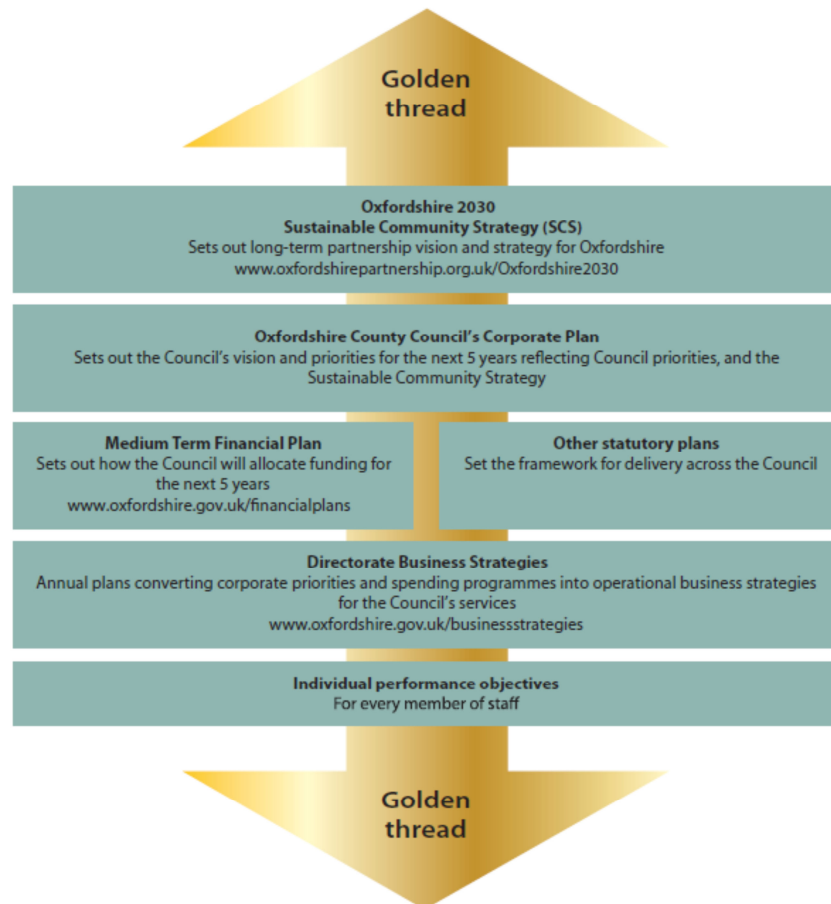 Golden
thread
Oxfordshire 2030
Sustainable Community Strategy (SCS)
Sets out long-term partnership vision and strategy for Oxfordshire
www.oxfordshirepartnership.org.uk/Oxfordshire2030
Oxfordshire County Council's Corporate Plan
Sets out the Council's vision and priorities for the next 5 years reflecting Council priorities, and the
Sustainable Community Strategy
Medium Term Financial Plan
Sets out how the Council will allocate funding for
the next 5 years
www.oxfordshire.gov.uk/financialplans
Other statutory plans
Set the framework for delivery across the Council
Directorate Business Strategies
Annual plans converting corporate priorities and spending programmes into operational business strategies
for the Council's services
www.oxfordshire.gov.uk/businessstrategies
Individual performance objectives
For every member of staff
Golden
thread